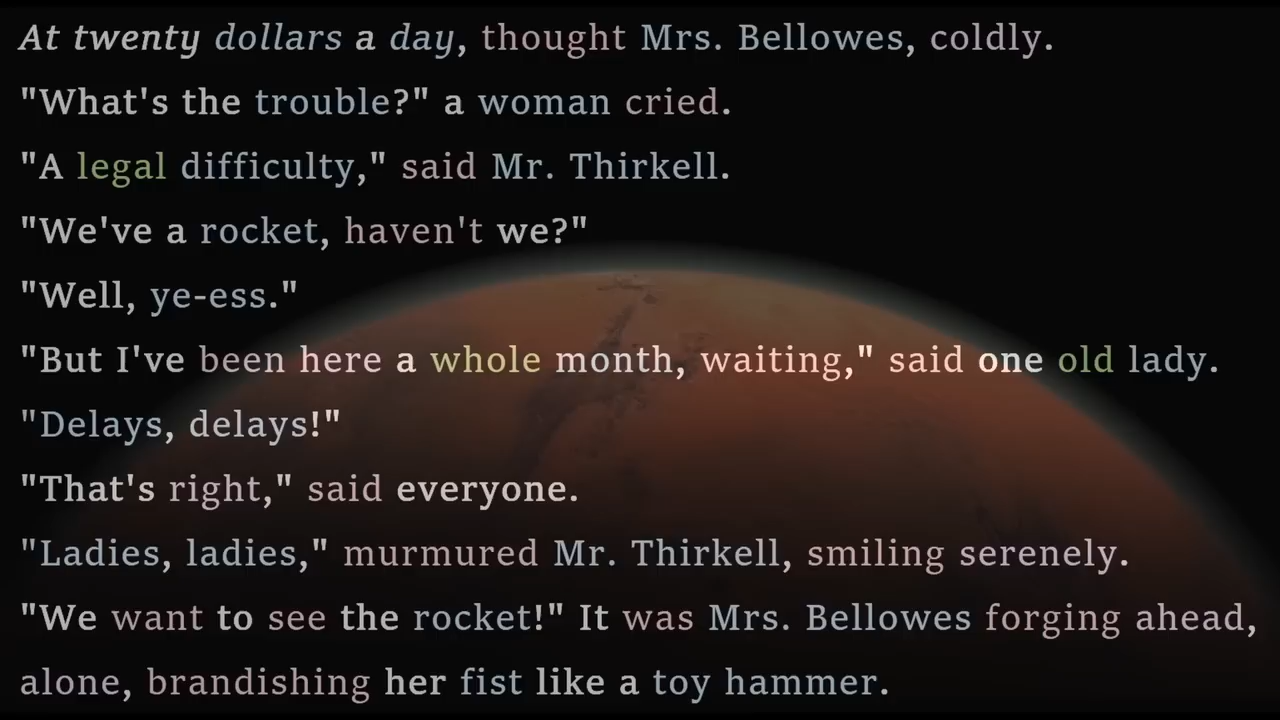 At twenty dollars a day, thought Mrs. Bellowes, coldly.
"What's the trouble?" a woman cried.
"A legal difficulty," said Mr. Thirkell.
"We've a rocket, haven't we?"
"Well, ye-ess."
"But I've been here a whole month, waiting," said one old lady.
"Delays, delays!"
"That's right," said everyone.
"Ladies, ladies," murmured Mr. Thirkell, smiling serenely.
"We want to see the rocket!" It was Mrs. Bellowes forging ahead,
alone, brandishing her fist like a toy hammer.